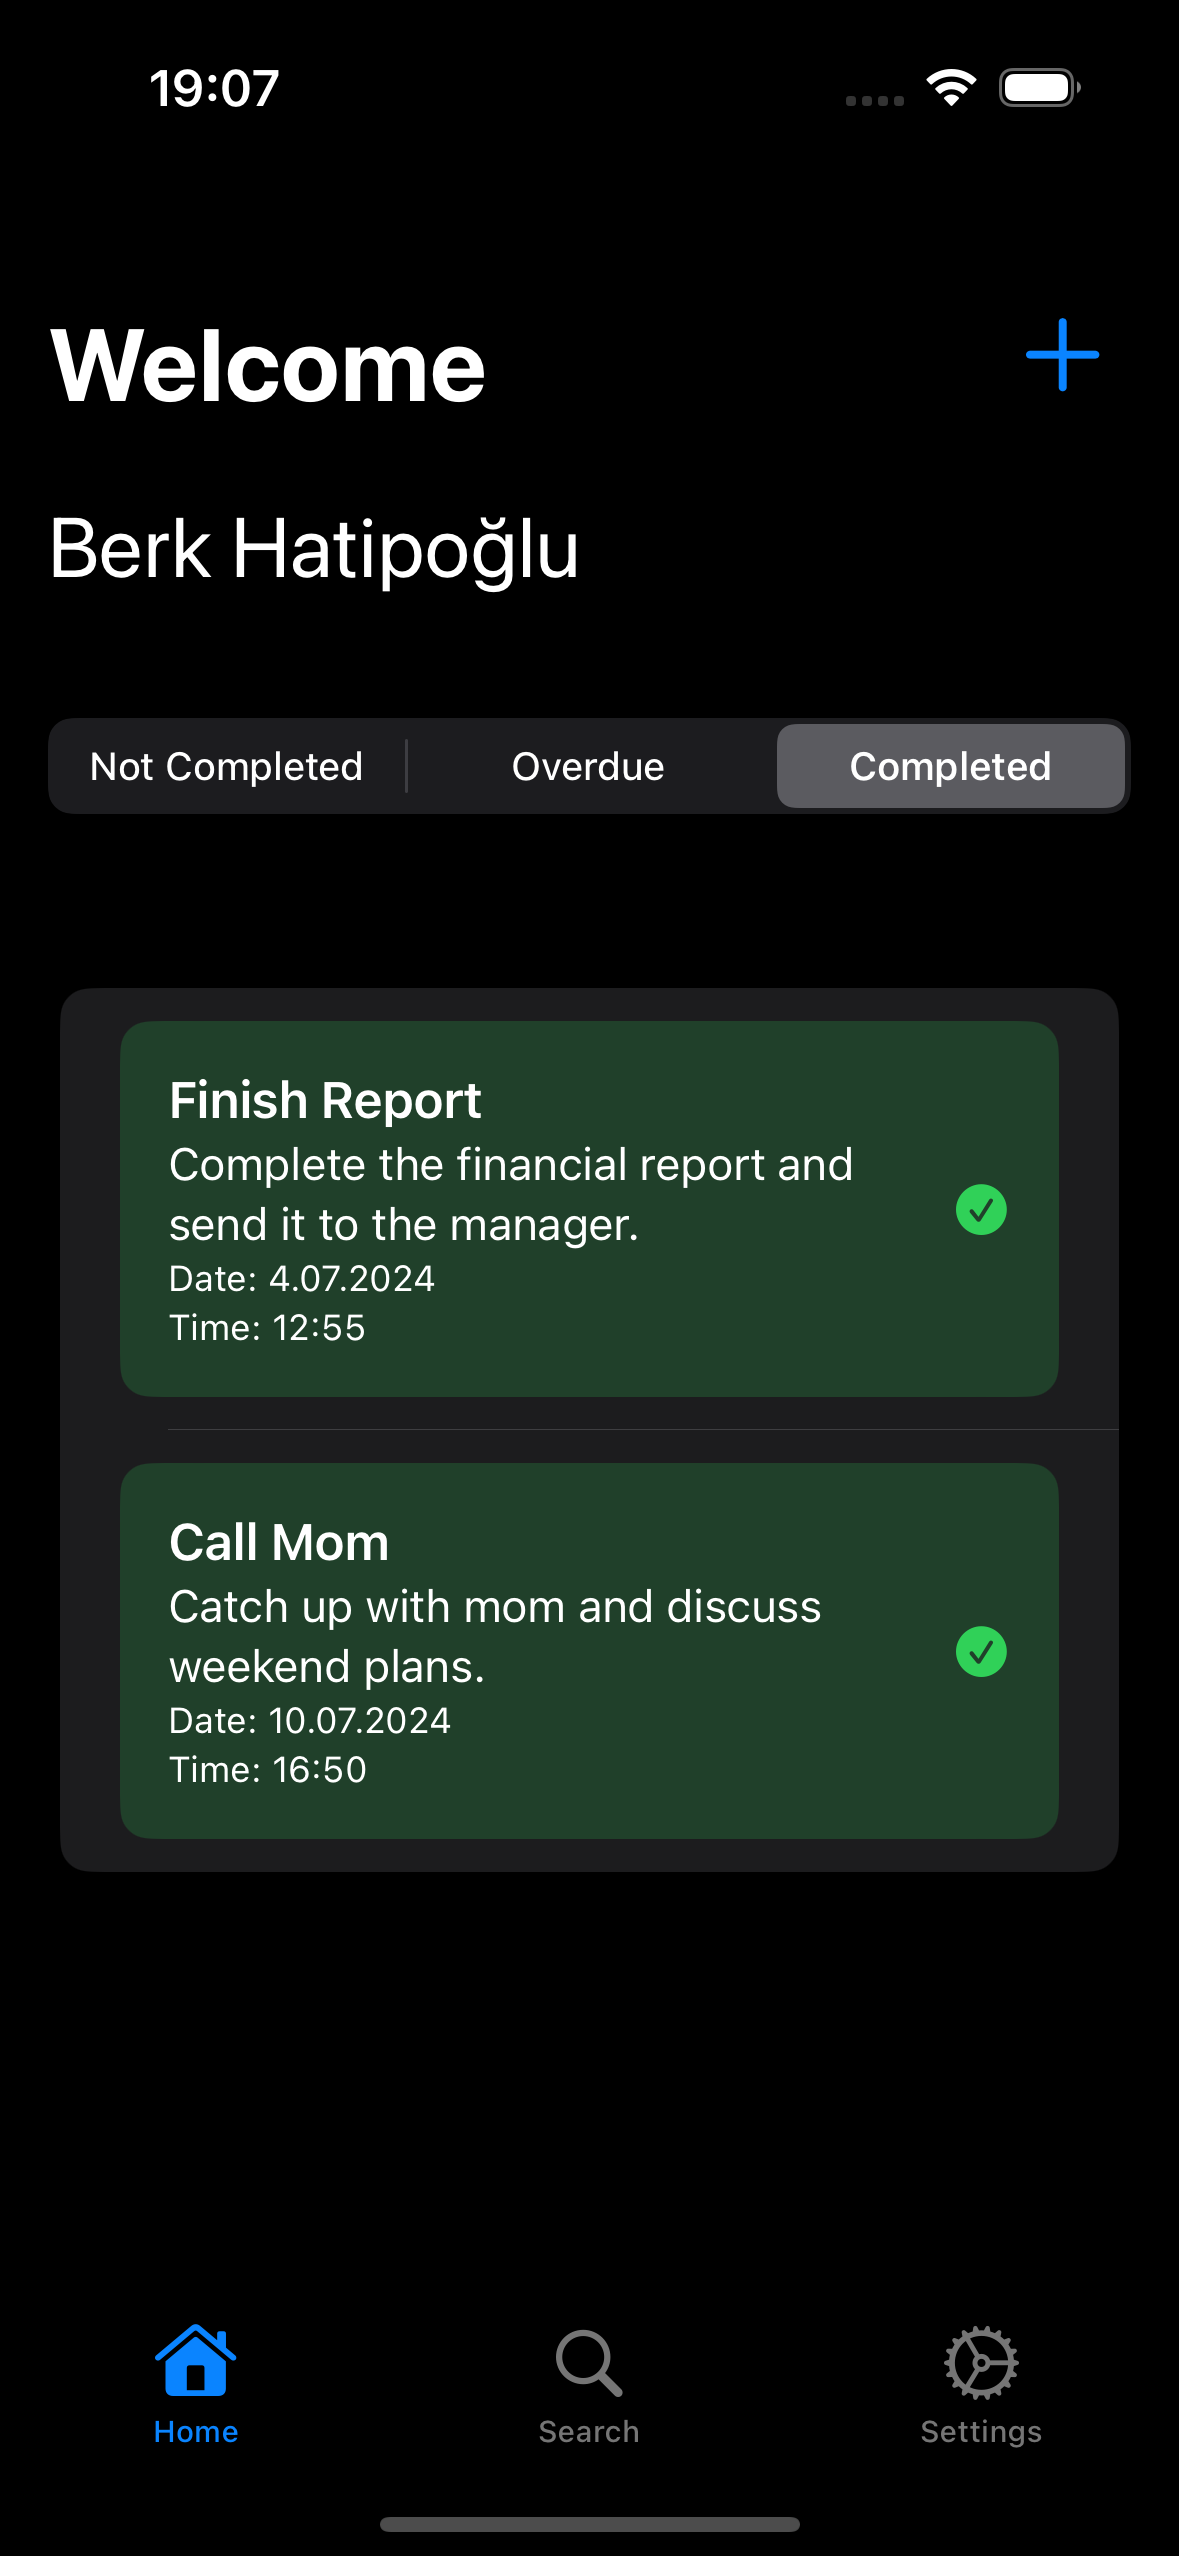 19:07
Welcome
Berk Hatipoğlu
Not Completed
Overdue
Completed
Finish Report
Complete the financial report and
send it to the manager.
Date: 4.07.2024
Time: 12:55
Call Mom
Catch up with mom and discuss
weekend plans.
Date: 10.07.2024
Time: 16:50
Home
Search
Settings